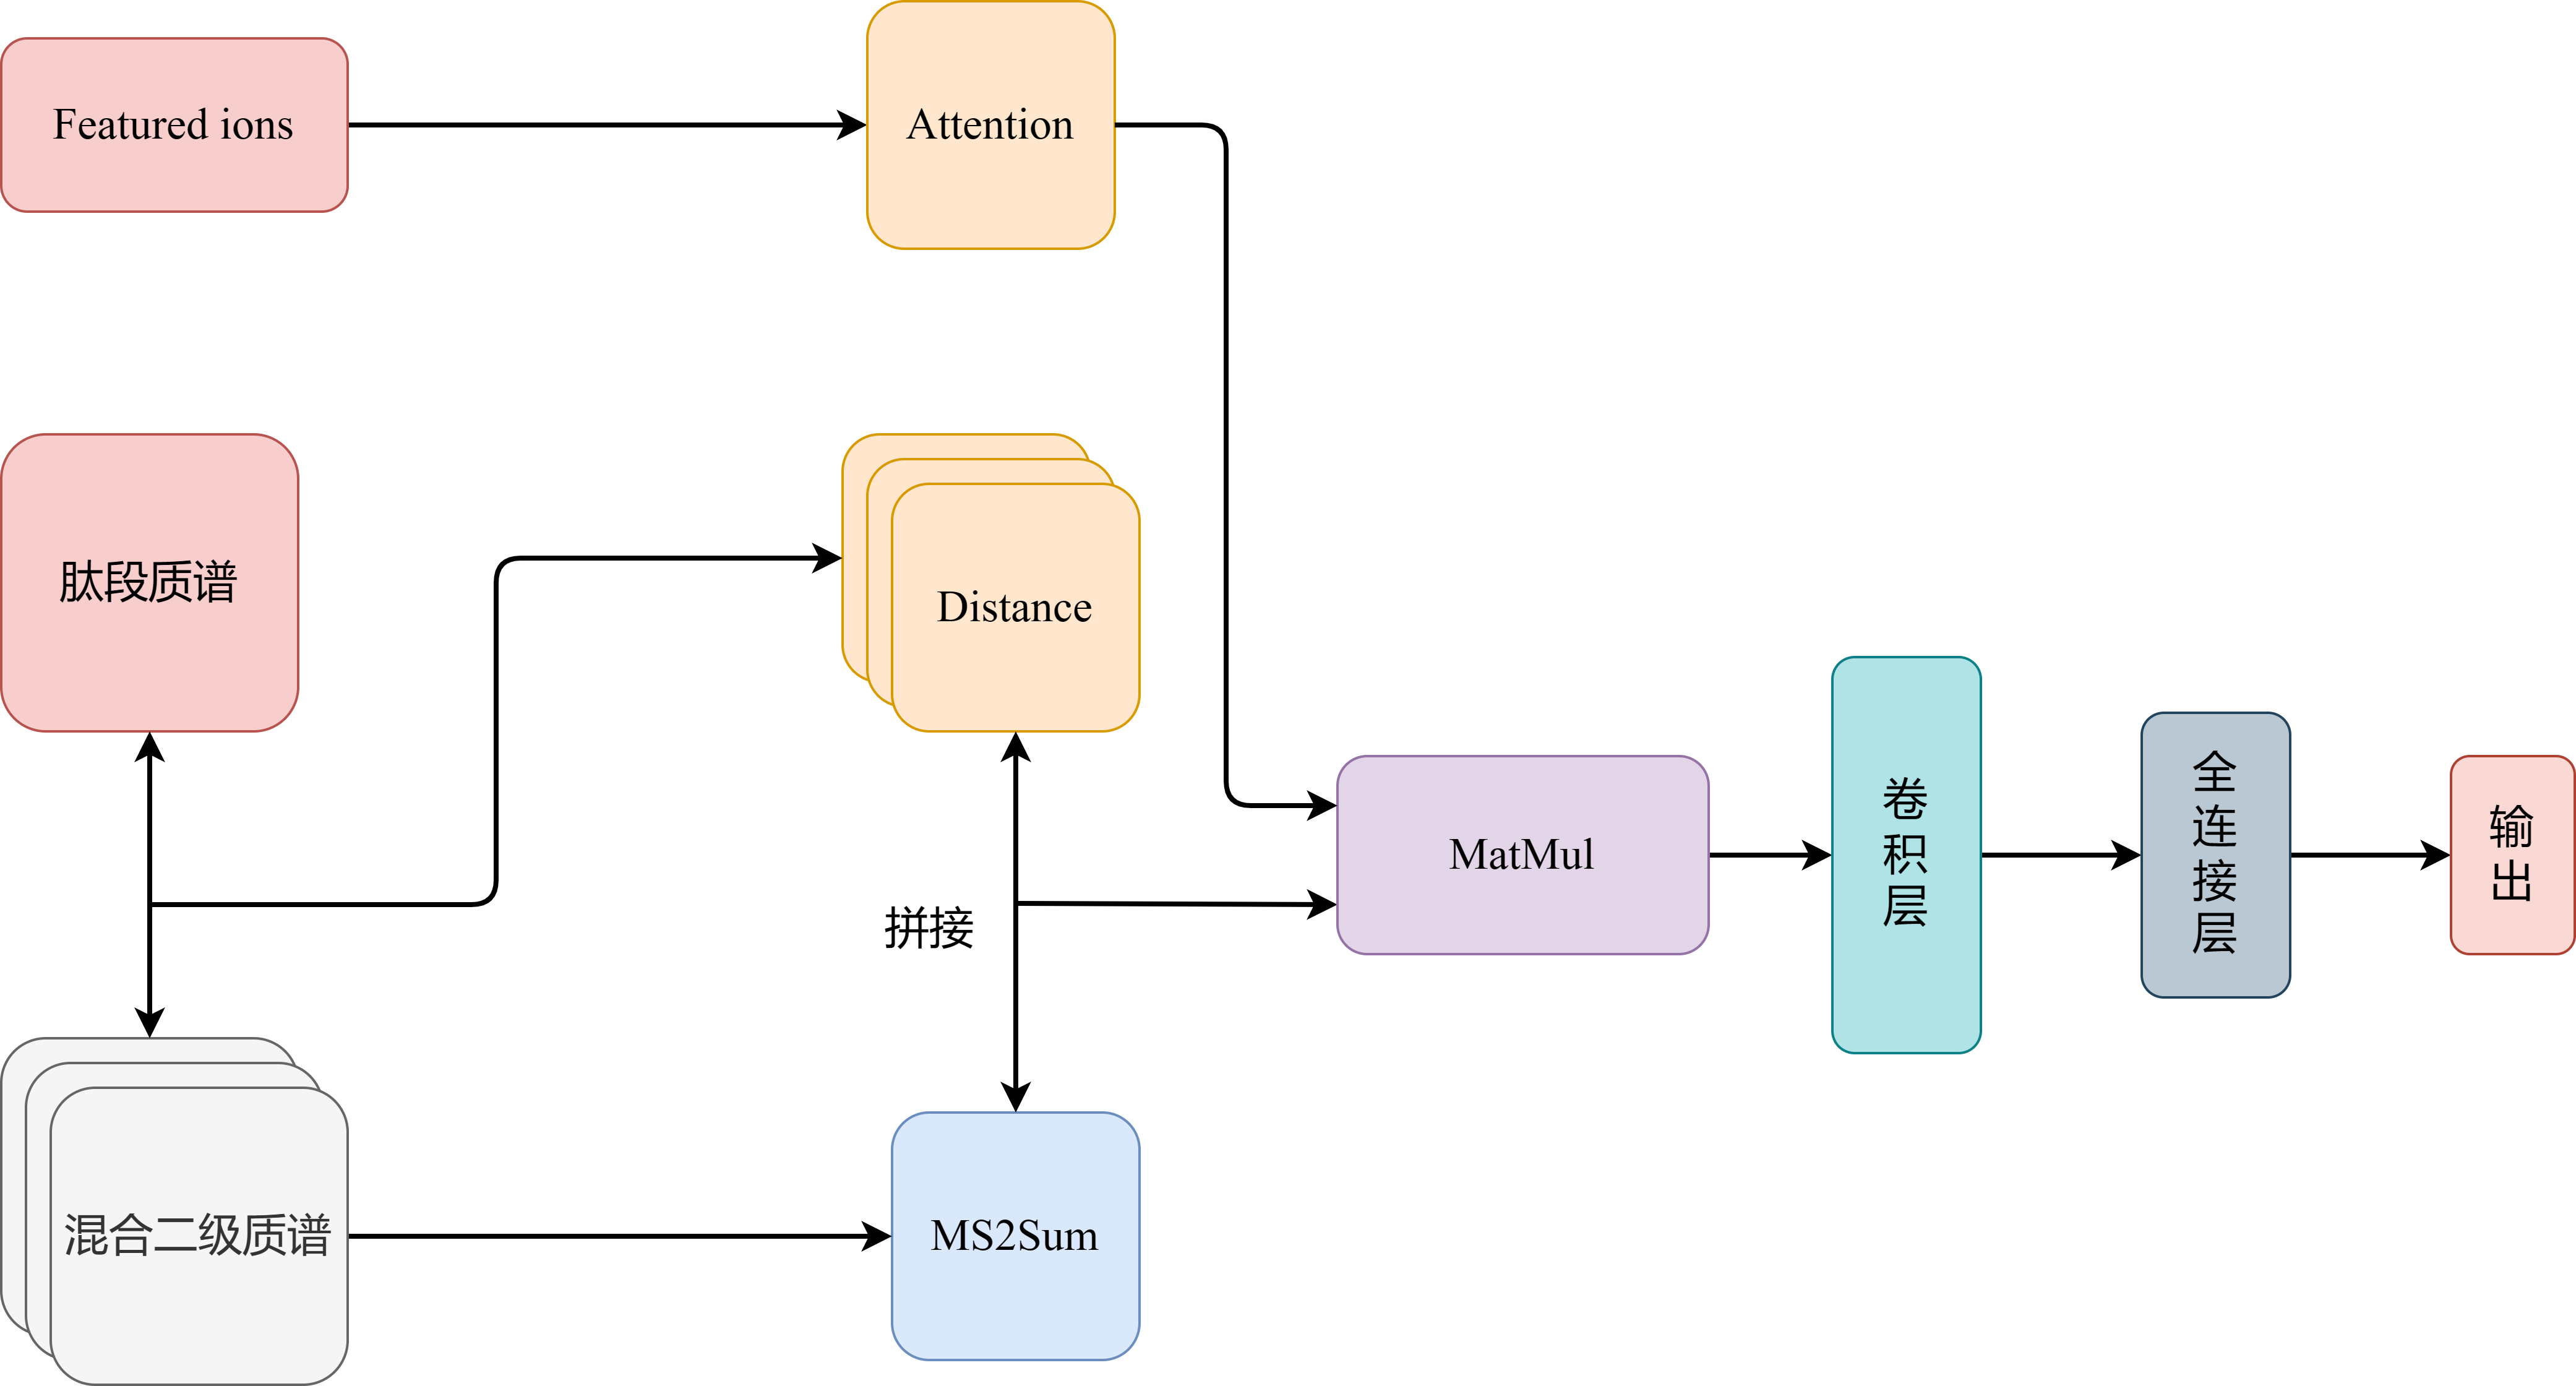 Featured ions
Attention
肽段质谱
Distance
拼接
MatMul
卷积层
全连接层
输出
混合二级质谱
MS2Sum